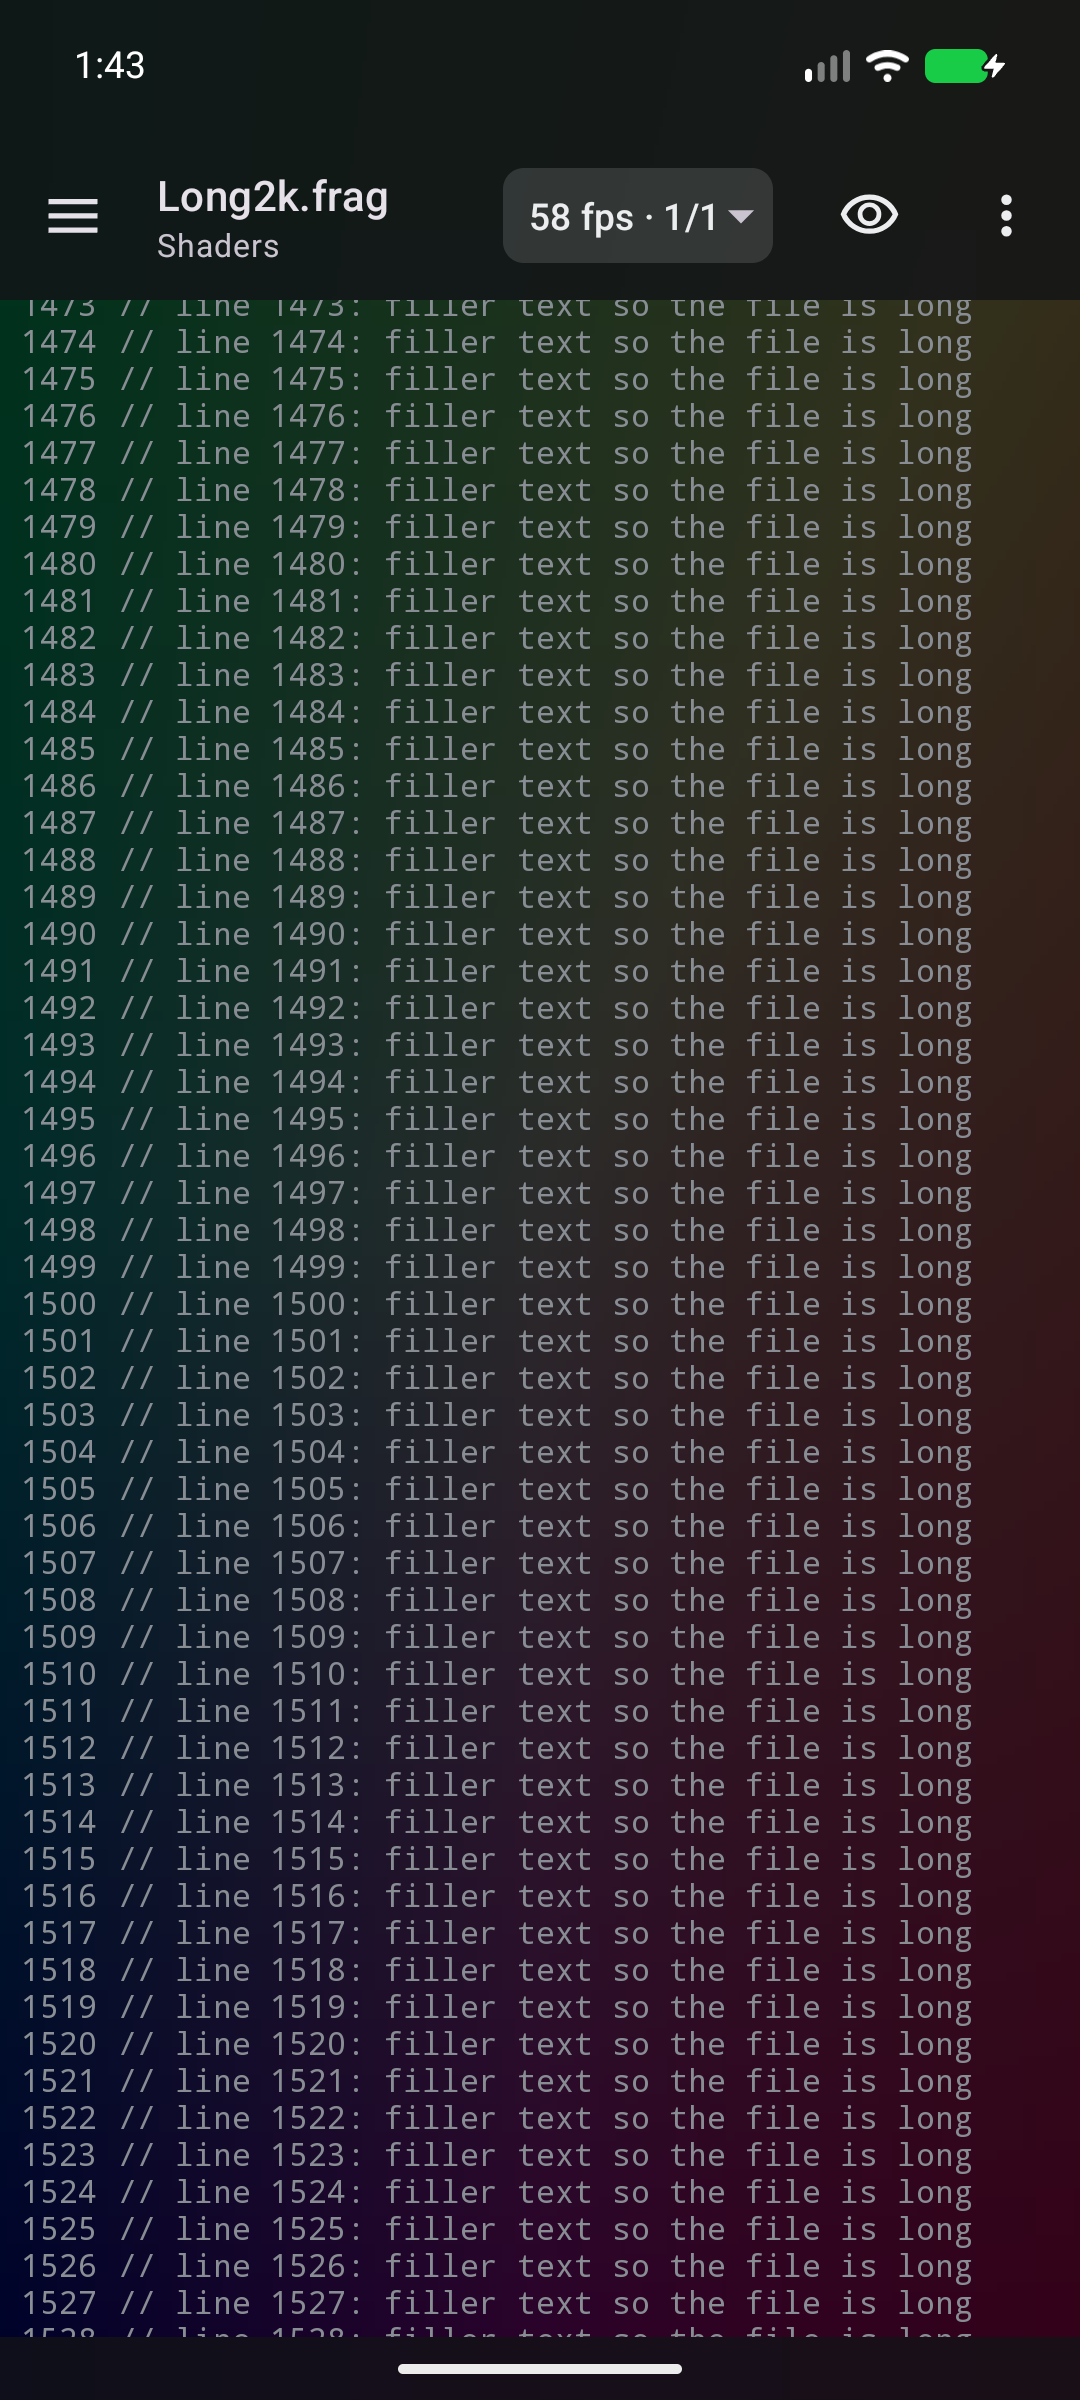 1:43
Long2k.frag
58 fps · 1/1
Shaders
1473 // line 1473: filler text so the file is long
1474 // line 1474: filler text so the file is long
1475 // line 1475: filler text so the file is long
1476 // line 1476: filler text so the file is long
1477 // line 1477: filler text so the file is long
1478 // line 1478: filler text so the file is long
1479 // line 1479: filler text so the file is long
1480 // line 1480: filler text so the file is long
1481 // line 1481: filler text so the file is long
1482 // line 1482: filler text so the file is long
1483 // line 1483: filler text so the file is long
1484 // line 1484: filler text so the file is long
1485 // line 1485: filler text so the file is long
1486 // line 1486: filler text so the file is long
1487 // line 1487: filler text so the file is long
1488 // line 1488: filler text so the file is long
1489 // line 1489: filler text so the file is long
1490 // line 1490: filler text so the file is long
1491 // line 1491: filler text so the file is long
1492 // line 1492: filler text so the file is long
1493 // line 1493: filler text so the file is long
1494 // line 1494: filler text so the file is long
1495 // line 1495: filler text so the file is long
1496 // line 1496: filler text so the file is long
1497 // line 1497: filler text so the file is long
1498 // line 1498: filler text so the file is long
1499 // line 1499: filler text so the file is long
1500 // line 1500: filler text so the file is long
1501 // line 1501: filler text so the file is long
1502 // line 1502: filler text so the file is long
1503 // line 1503: filler text so the file is long
1504 // line 1504: filler text so the file is long
1505 // line 1505: filler text so the file is long
1506 // line 1506: filler text so the file is long
1507 // line 1507: filler text so the file is long
1508 // line 1508: filler text so the file is long
1509 // line 1509: filler text so the file is long
1510 // line 1510: filler text so the file is long
1511 // line 1511: filler text so the file is long
1512 // line 1512: filler text so the file is long
1513 // line 1513: filler text so the file is long
1514 // line 1514: filler text so the file is long
1515 // line 1515: filler text so the file is long
1516 // line 1516: filler text so the file is long
1517 // line 1517: filler text so the file is long
1518 // line 1518: filler text so the file is long
1519 // line 1519: filler text so the file is long
1520 // line 1520: filler text so the file is long
1521 // line 1521: filler text so the file is long
1522 // line 1522: filler text so the file is long
1523 // line 1523: filler text so the file is long
1524 // line 1524: filler text so the file is long
1525 // line 1525: filler text so the file is long
1526 // line 1526: filler text so the file is long
1527 // line 1527: filler text so the file is long
1528 // line 1528: filler text so the file is long